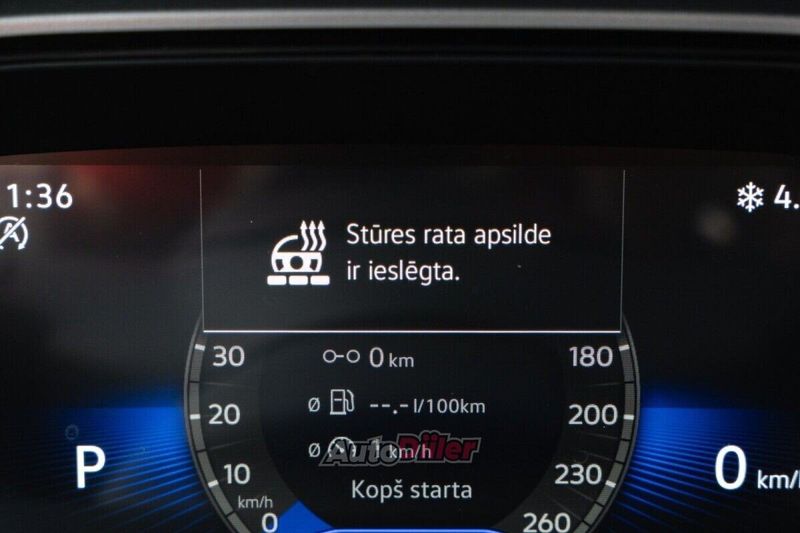 1:36
4.
Stūres rata apsilde
ir ieslēgta.
30
0 km
180
20
Ø --.- l/100km
200
P
Ø 1 km/h
AutoDiiler
0 km/
10
230
km/h
Kopš starta
0
260